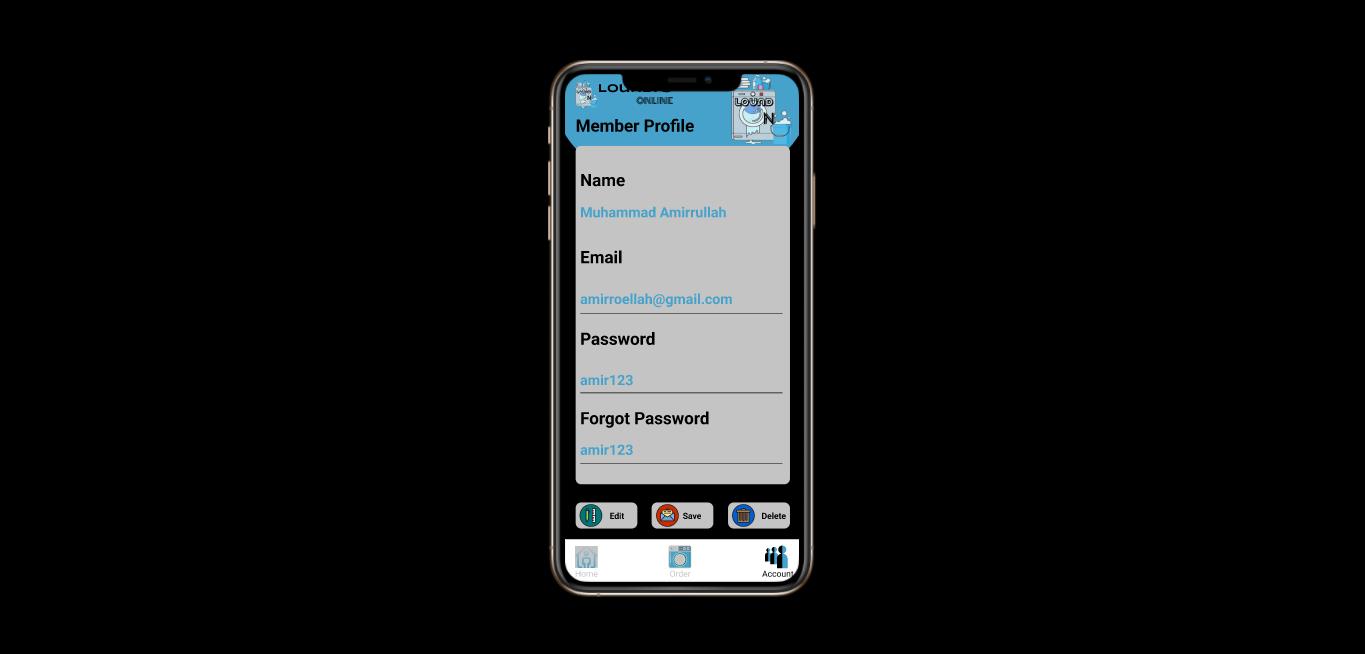 ONLINE
LOUND
N
Member Profile
Name
Muhammad Amirrullah
Email
amirroellah@gmail.com
Password
amir123
Forgot Password
amir123
Edit
Save
Delete
Home
Order
Account